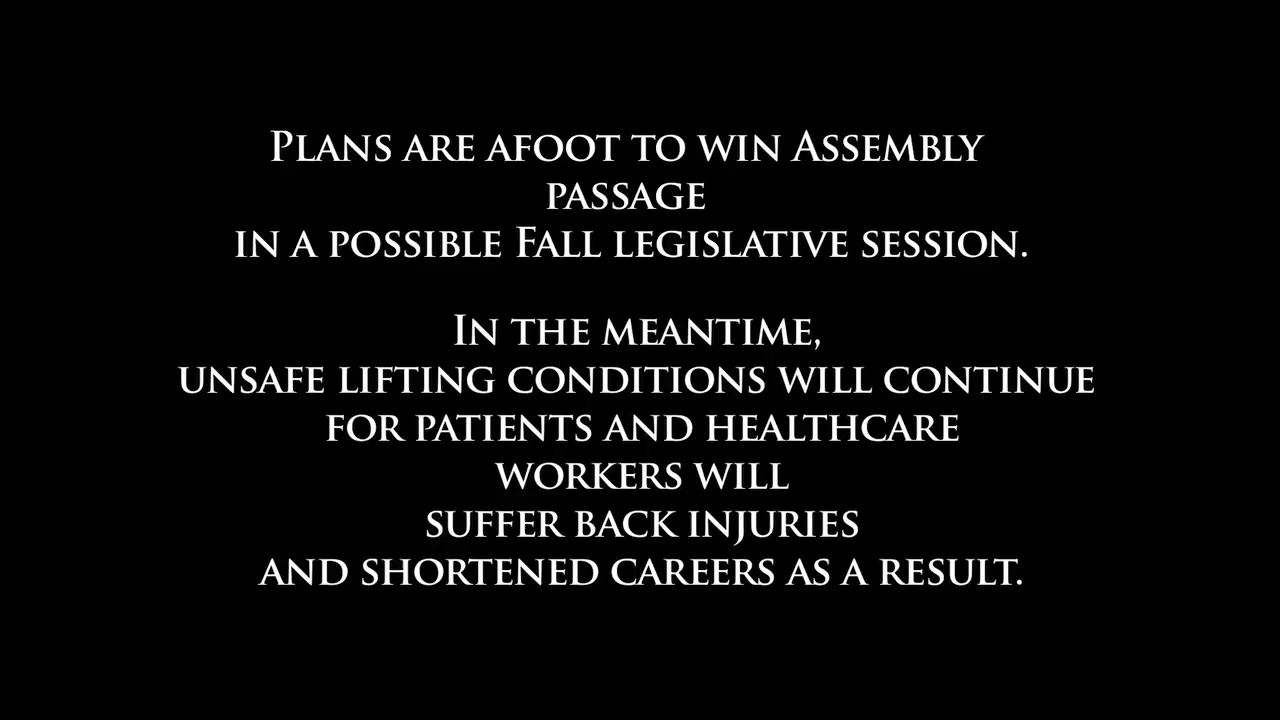 Plans are afoot to win Assembly
passage
in a possible Fall legislative session.
In the meantime,
unsafe lifting conditions will continue
for patients and healthcare
workers will
suffer back injuries
and shortened careers as a result.